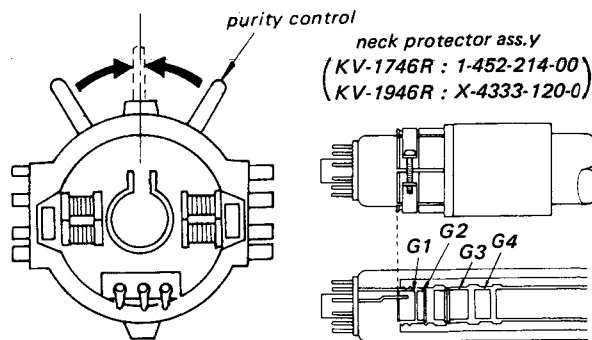 purity control
neck protector ass.y
(KV-1746R : 1-452-214-00
KV-1946R : X-4333-120-0)
G1 G2 G3 G4